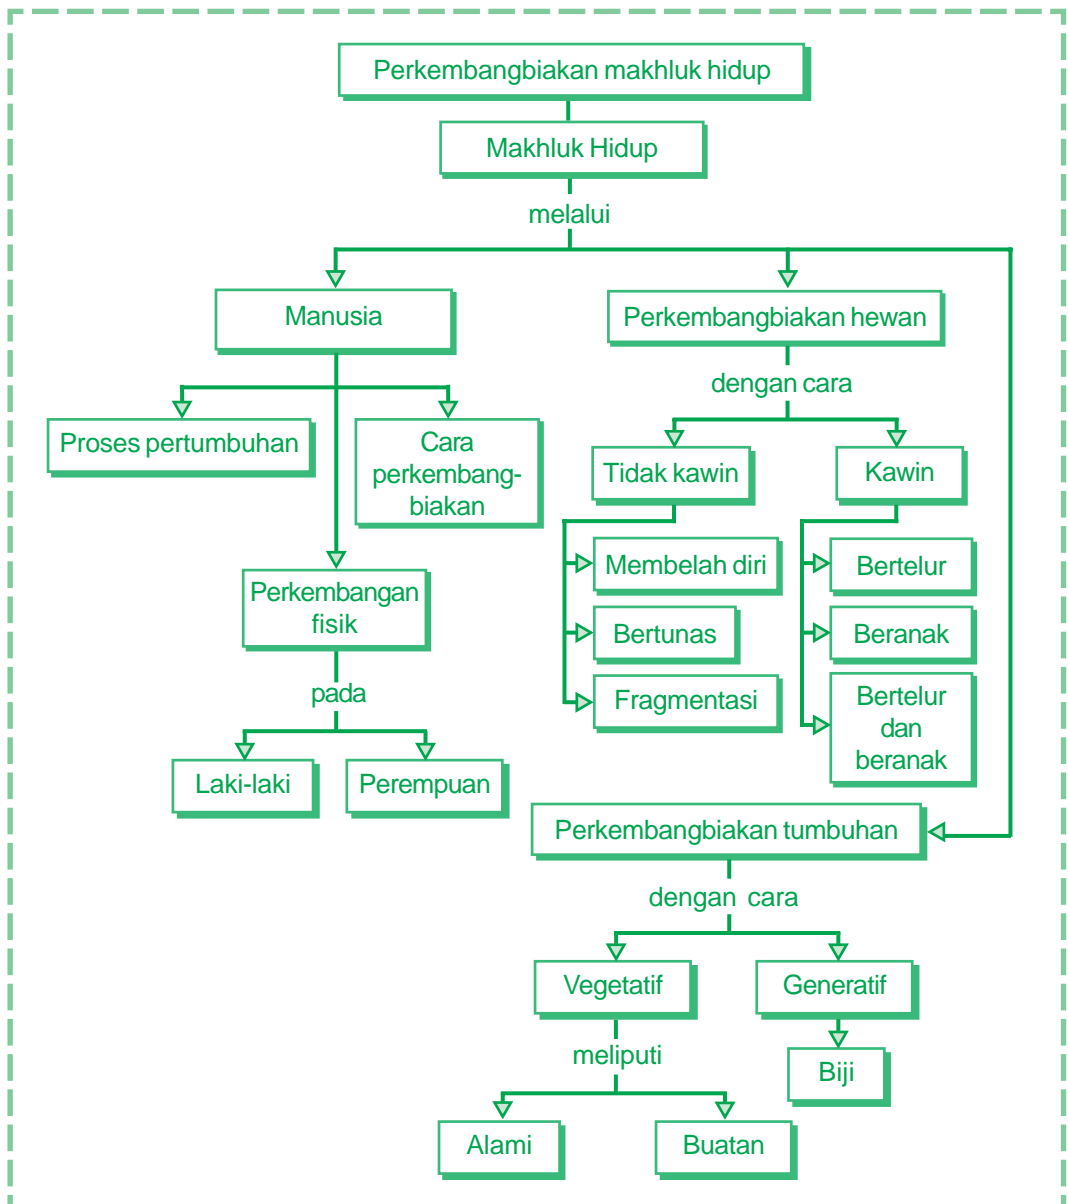 Perkembangbiakan makhluk hidup
Makhluk Hidup
melalui
Manusia
Perkembangbiakan hewan
dengan cara
Proses pertumbuhan
Cara
perkembang-
biakan
Tidak kawin
Kawin
Membelah diri
Bertelur
Perkembangan
fisik
Bertunas
Beranak
pada
Fragmentasi
Bertelur
dan
beranak
Laki-laki
Perempuan
Perkembangbiakan tumbuhan
dengan cara
Vegetatif
Generatif
meliputi
Biji
Alami
Buatan